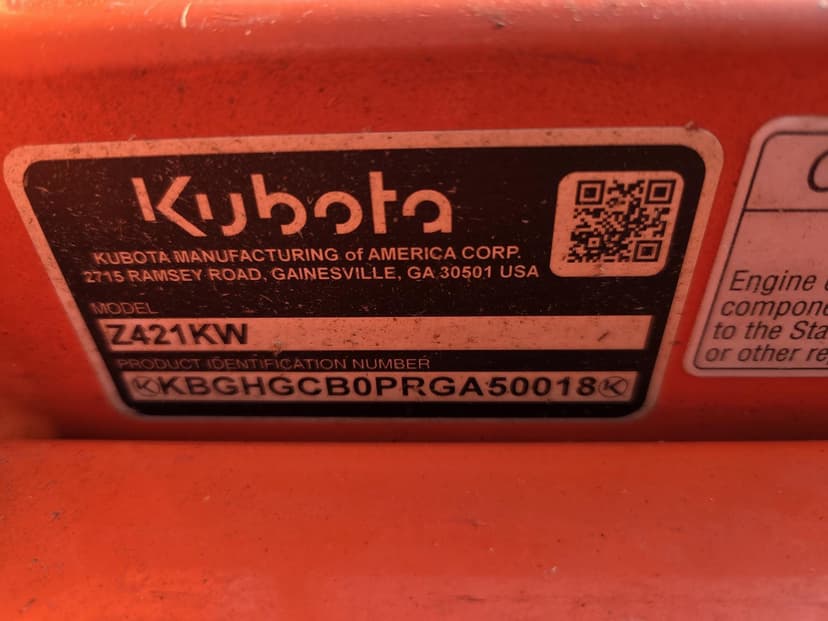 Kubota
KUBOTA MANUFACTURING of AMERICA CORP.
2715 RAMSEY ROAD, GAINESVILLE, GA 30501 USA
MODEL
Z421KW
PRODUCT IDENTIFICATION NUMBER
KKBGHGCB0PRGA50018K
Engine
compone
to the Sta
or other re